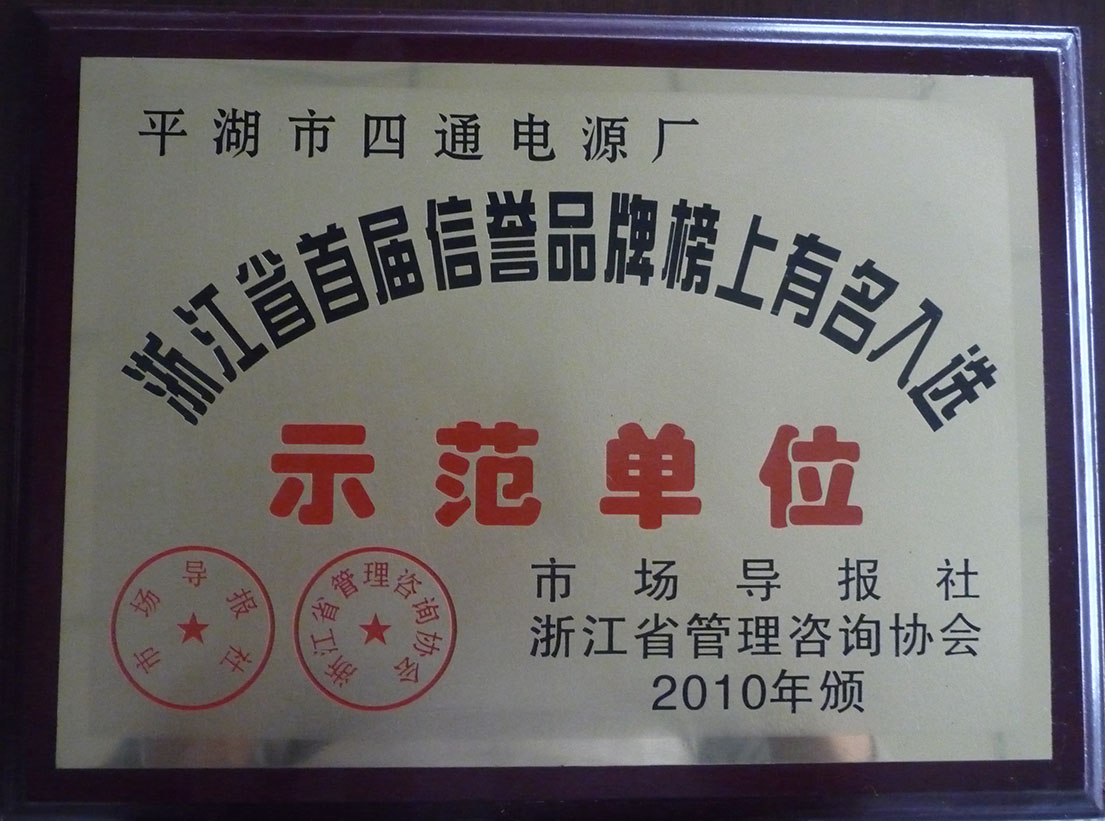 平湖市四通电源厂
浙江省首届信誉品牌榜上有名入选
示范单位
市场导报社
浙江省管理咨询协会
市场导报社
浙江省管理咨询协会
2010年颁